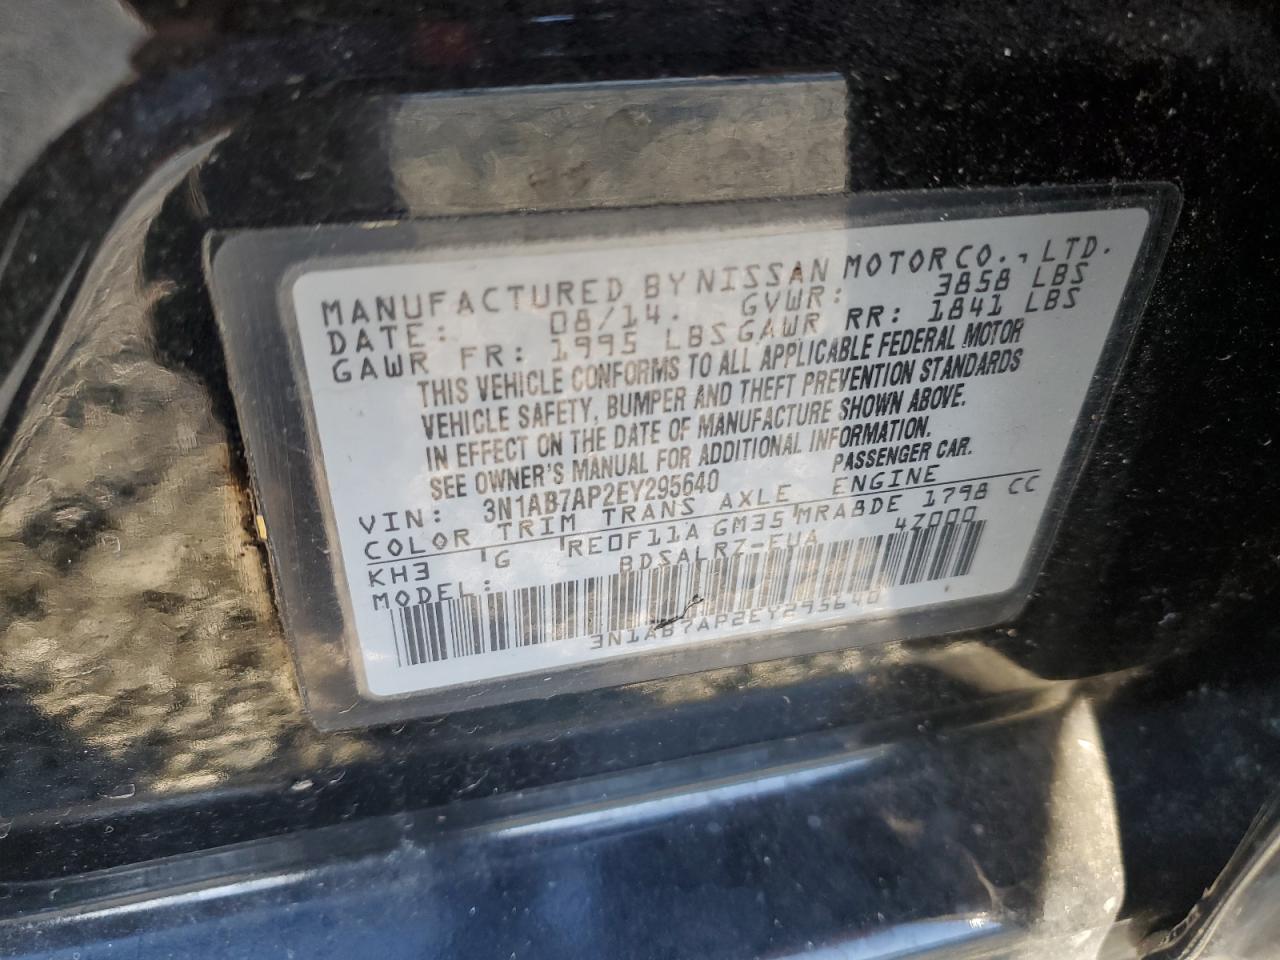 MANUFACTURED BY NISSAN MOTOR CO., LTD.
DATE: 08/14. GVWR: 3858 LBS
GAWR FR: 1995 LBS GAWR RR: 1841 LBS
THIS VEHICLE CONFORMS TO ALL APPLICABLE FEDERAL MOTOR
VEHICLE SAFETY, BUMPER AND THEFT PREVENTION STANDARDS
IN EFFECT ON THE DATE OF MANUFACTURE SHOWN ABOVE.
SEE OWNER'S MANUAL FOR ADDITIONAL INFORMATION.
VIN: 3N1AB7AP2EY295640 PASSENGER CAR.
COLOR TRIM TRANS AXLE ENGINE
KH3 G RE0F11A GM35 MRA8DE 1798 CC
MODEL: BDSALRZ-EUA 4Z000
3N1AB7AP2EY295640